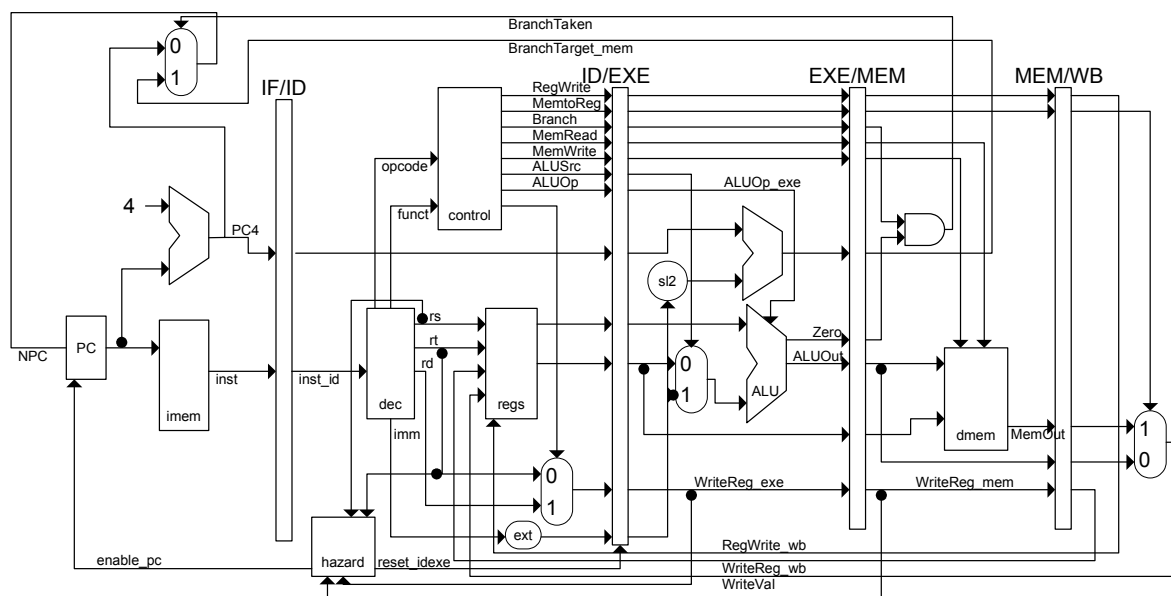 BranchTaken
0
1
BranchTarget_mem
IF/ID
ID/EXE
EXE/MEM
MEM/WB
RegWrite
MemtoReg
Branch
MemRead
MemWrite
ALUSrc
ALUOp
ALUOp_exe
opcode
funct
control
4
PC4
sl2
rs
rt
rd
Zero
ALUOut
NPC
PC
inst
inst_id
imem
dec
regs
0
1
ALU
imm
dmem
MemOut
1
0
0
1
WriteReg_exe
WriteReg_mem
ext
hazard
enable_pc
reset_idexe
RegWrite_wb
WriteReg_wb
WriteVal